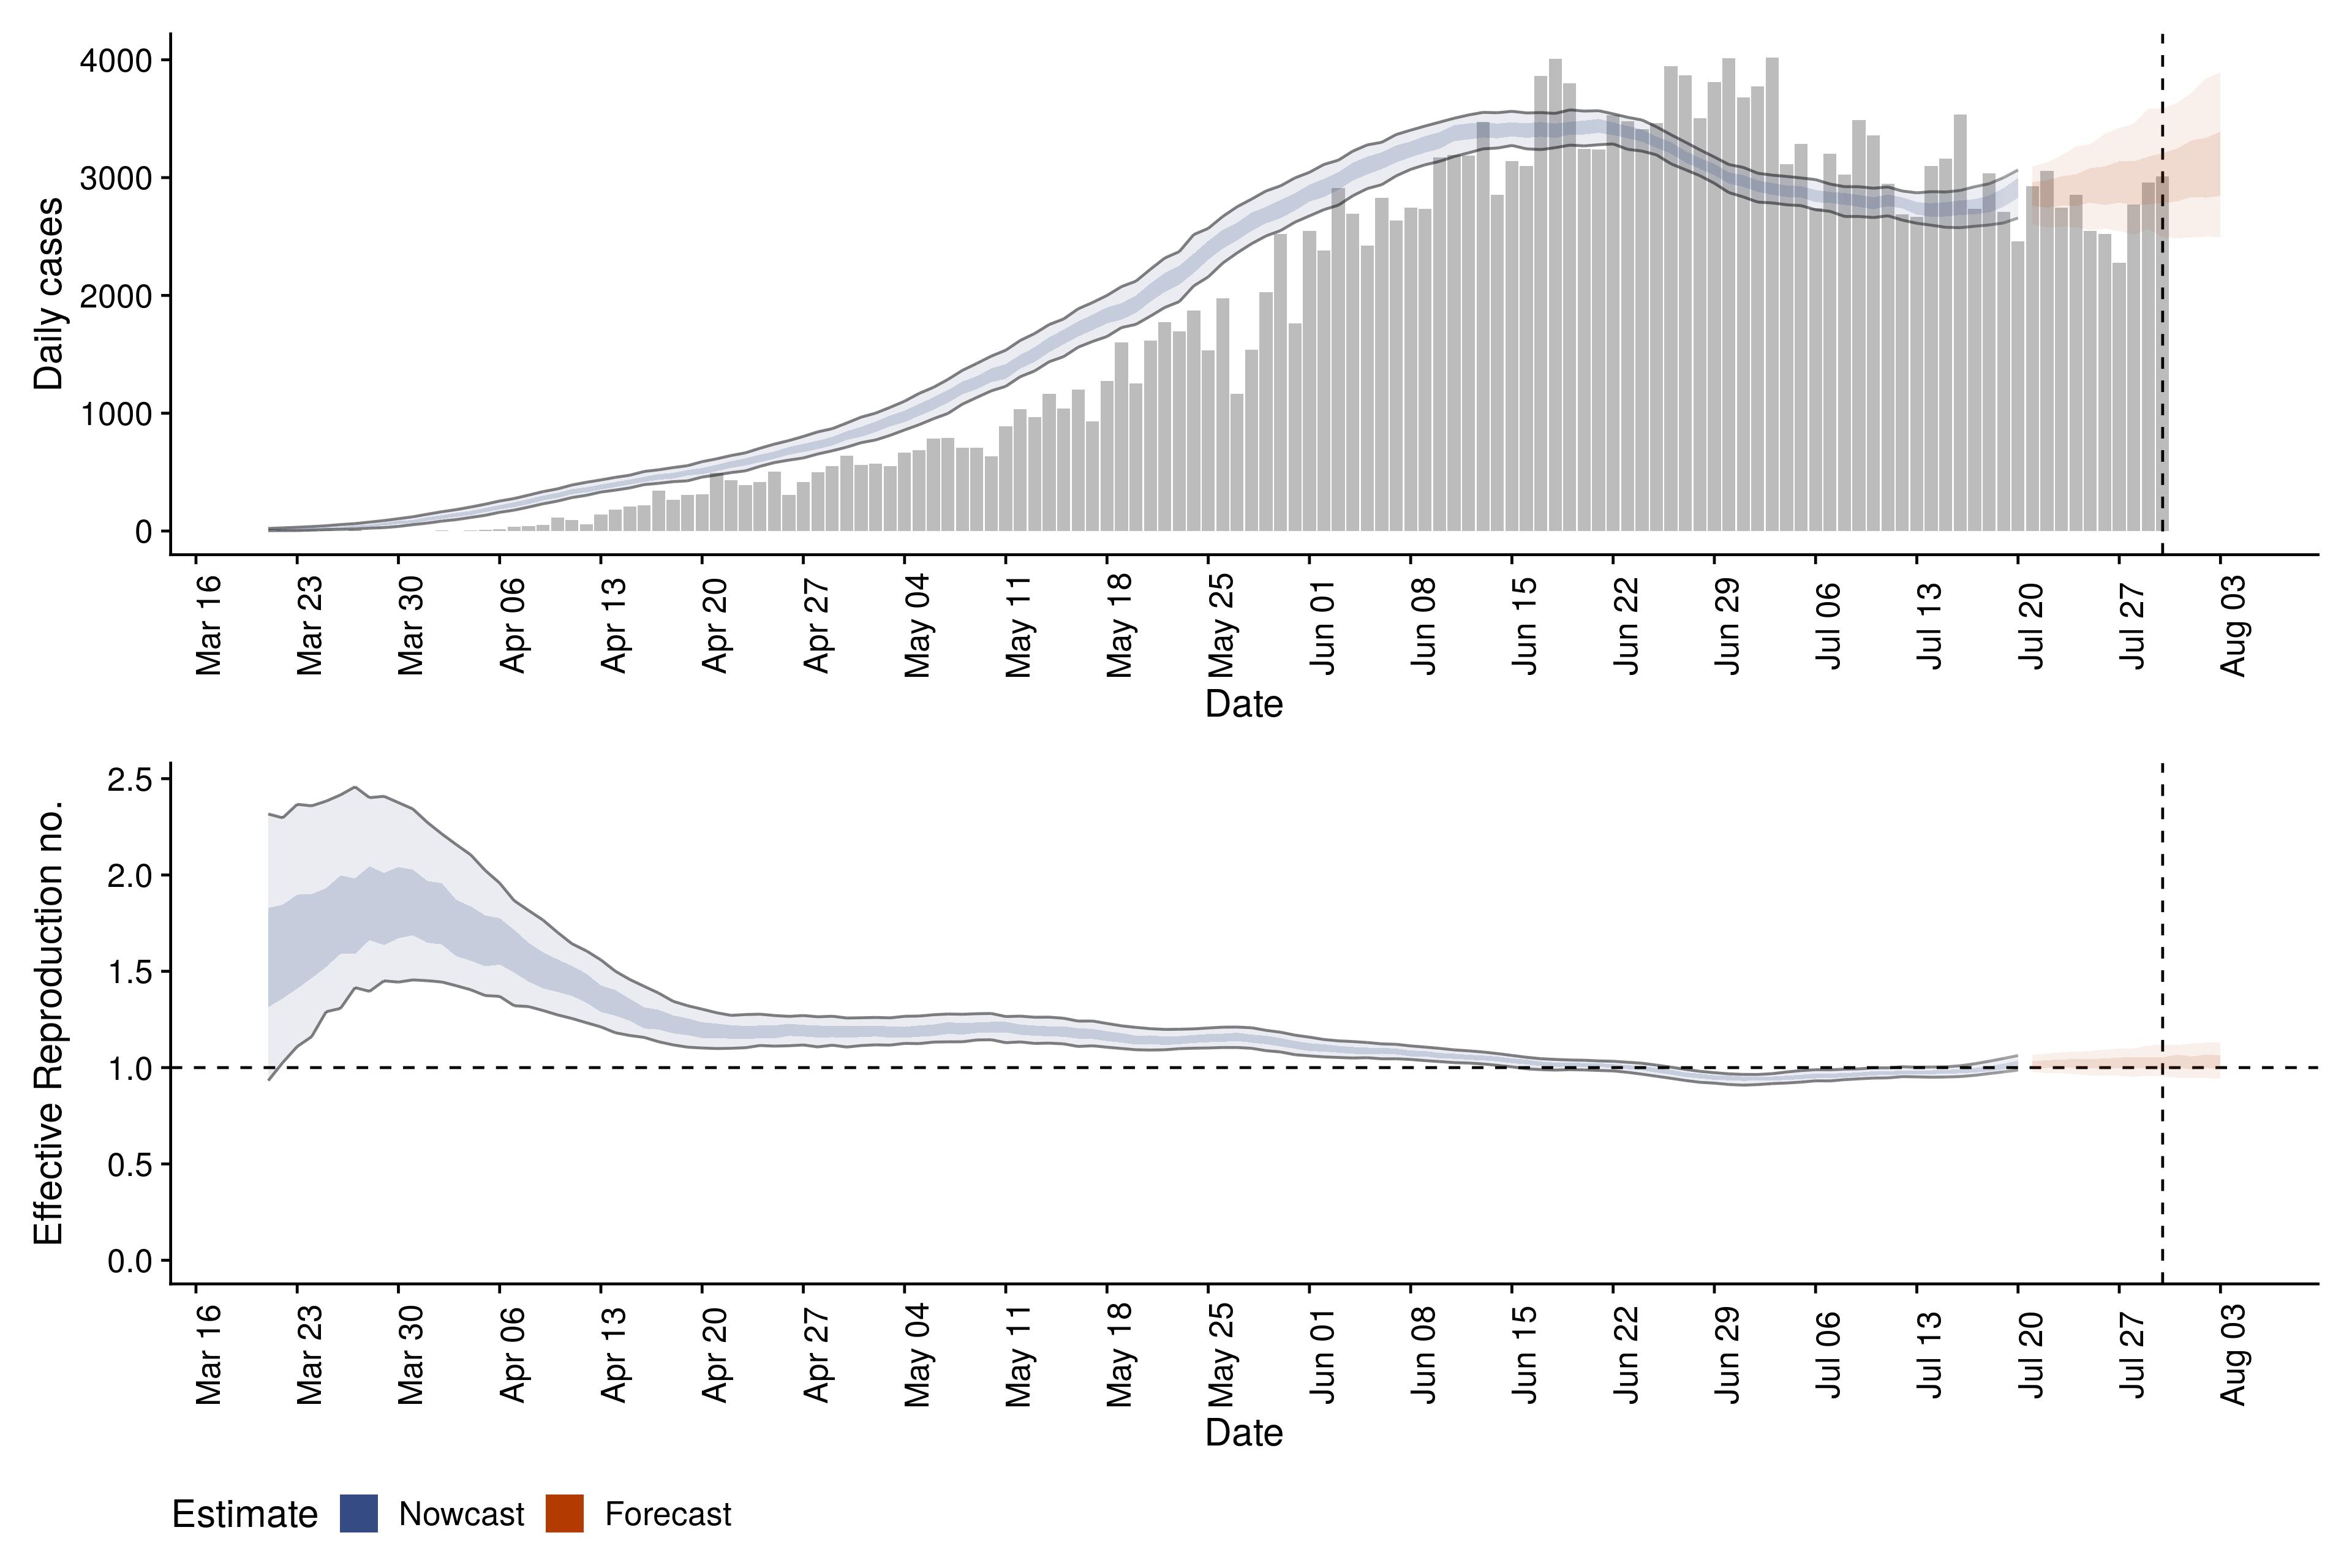 4000
3000
2000
1000
0
Daily cases
Mar 16
Mar 23
Mar 30
Apr 06
Apr 13
Apr 20
Apr 27
May 04
May 11
May 18
May 25
Jun 01
Jun 08
Jun 15
Jun 22
Jun 29
Jul 06
Jul 13
Jul 20
Jul 27
Aug 03
Date
2.5
2.0
1.5
1.0
0.5
0.0
Effective Reproduction no.
Mar 16
Mar 23
Mar 30
Apr 06
Apr 13
Apr 20
Apr 27
May 04
May 11
May 18
May 25
Jun 01
Jun 08
Jun 15
Jun 22
Jun 29
Jul 06
Jul 13
Jul 20
Jul 27
Aug 03
Date
Estimate Nowcast Forecast